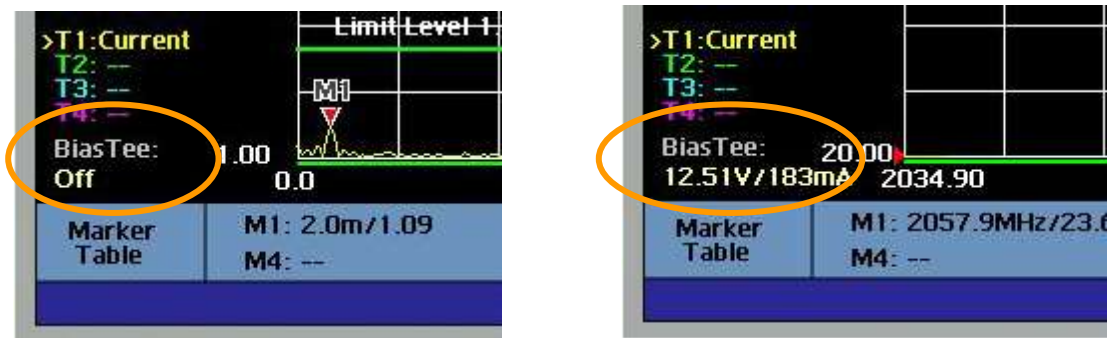 >T1:Current
T2: --
T3: --
T4: --
Limit Level 1
M1
BiasTee:
Off
1.00
0.0
Marker
Table
M1: 2.0m/1.09
M4: --
>T1:Current
T2: --
T3: --
T4: --
BiasTee:
12.51V/183mA
20.00
2034.90
Marker
Table
M1: 2057.9MHz/23.6
M4: --